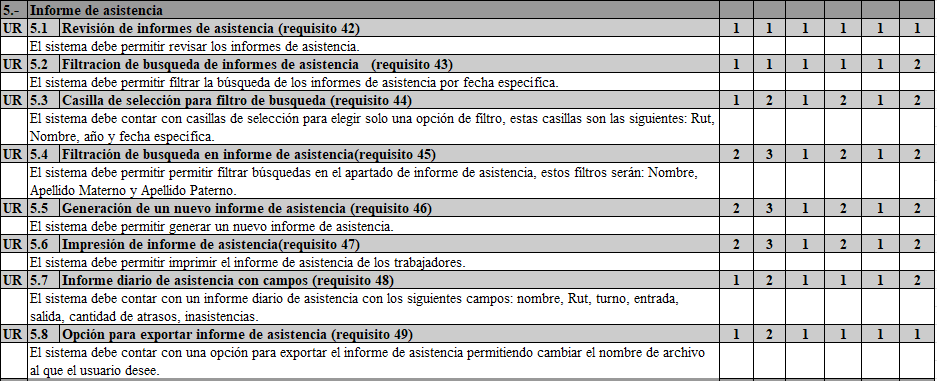 5.- Informe de asistencia
UR 5.1 Revisión de informes de asistencia (requisito 42) 1 1 1 1 1 1
El sistema debe permitir revisar los informes de asistencia.
UR 5.2 Filtracion de busqueda de informes de asistencia (requisito 43) 1 1 1 1 1 2
El sistema debe permitir filtrar la búsqueda de los informes de asistencia por fecha específica.
UR 5.3 Casilla de selección para filtro de busqueda (requisito 44) 1 2 1 2 1 2
El sistema debe contar con casillas de selección para elegir solo una opción de filtro, estas casillas son las siguientes: Rut,
Nombre, año y fecha específica.
UR 5.4 Filtración de busqueda en informe de asistencia(requisito 45) 2 3 1 2 1 2
El sistema debe permitir permitir filtrar búsquedas en el apartado de informe de asistencia, estos filtros serán: Nombre,
Apellido Materno y Apellido Paterno.
UR 5.5 Generación de un nuevo informe de asistencia (requisito 46) 2 3 1 2 1 2
El sistema debe permitir generar un nuevo informe de asistencia.
UR 5.6 Impresión de informe de asistencia(requisito 47) 2 3 1 2 1 2
El sistema debe permitir imprimir el informe de asistencia de los trabajadores.
UR 5.7 Informe diario de asistencia con campos (requisito 48) 1 2 1 1 1 2
El sistema debe contar con un informe diario de asistencia con los siguientes campos: nombre, Rut, turno, entrada,
salida, cantidad de atrasos, inasistencias.
UR 5.8 Opción para exportar informe de asistencia (requisito 49) 1 2 1 1 1 1
El sistema debe contar con una opción para exportar el informe de asistencia permitiendo cambiar el nombre de archivo
al que el usuario desee.